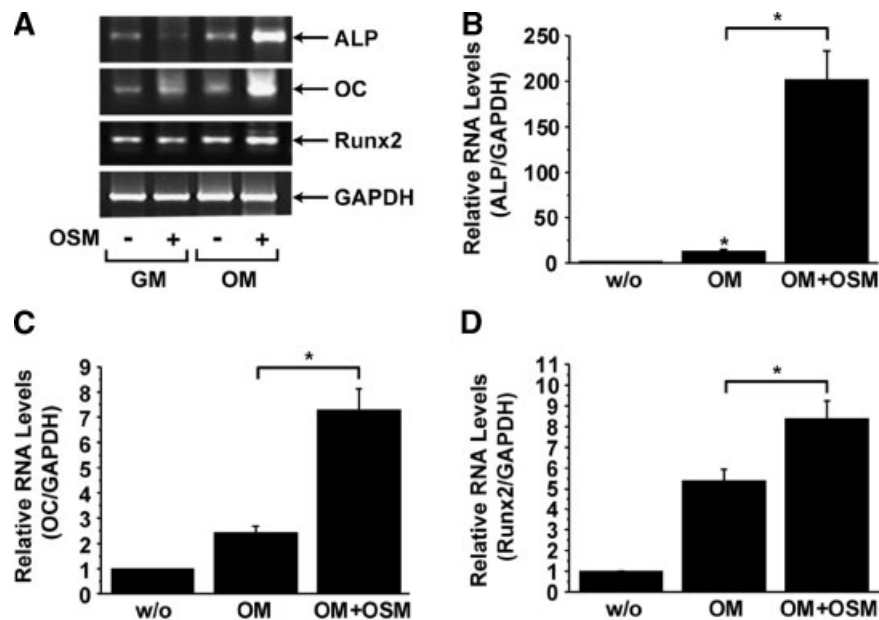 A
ALP
OC
Runx2
GAPDH
OSM - + - +
GM OM
B
Relative RNA Levels
(ALP/GAPDH)
250
200
150
100
50
0
*
*
w/o OM OM+OSM
C
Relative RNA Levels
(OC/GAPDH)
9
8
7
6
5
4
3
2
1
0
*
w/o OM OM+OSM
D
Relative RNA Levels
(Runx2/GAPDH)
11
10
9
8
7
6
5
4
3
2
1
0
*
w/o OM OM+OSM